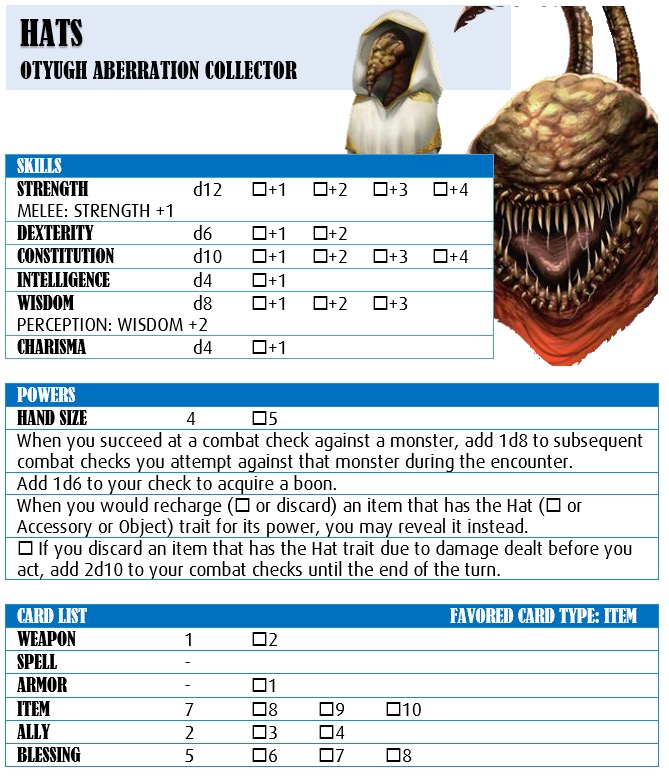 HATS
OTYUGH ABERRATION COLLECTOR
SKILLS
STRENGTH d12 ☐+1 ☐+2 ☐+3 ☐+4
MELEE: STRENGTH +1
DEXTERITY d6 ☐+1 ☐+2
CONSTITUTION d10 ☐+1 ☐+2 ☐+3 ☐+4
INTELLIGENCE d4 ☐+1
WISDOM d8 ☐+1 ☐+2 ☐+3
PERCEPTION: WISDOM +2
CHARISMA d4 ☐+1
POWERS
HAND SIZE 4 ☐5
When you succeed at a combat check against a monster, add 1d8 to subsequent
combat checks you attempt against that monster during the encounter.
Add 1d6 to your check to acquire a boon.
When you would recharge (☐ or discard) an item that has the Hat (☐ or
Accessory or Object) trait for its power, you may reveal it instead.
☐ If you discard an item that has the Hat trait due to damage dealt before you
act, add 2d10 to your combat checks until the end of the turn.
CARD LIST FAVORED CARD TYPE: ITEM
WEAPON 1 ☐2
SPELL -
ARMOR - ☐1
ITEM 7 ☐8 ☐9 ☐10
ALLY 2 ☐3 ☐4
BLESSING 5 ☐6 ☐7 ☐8